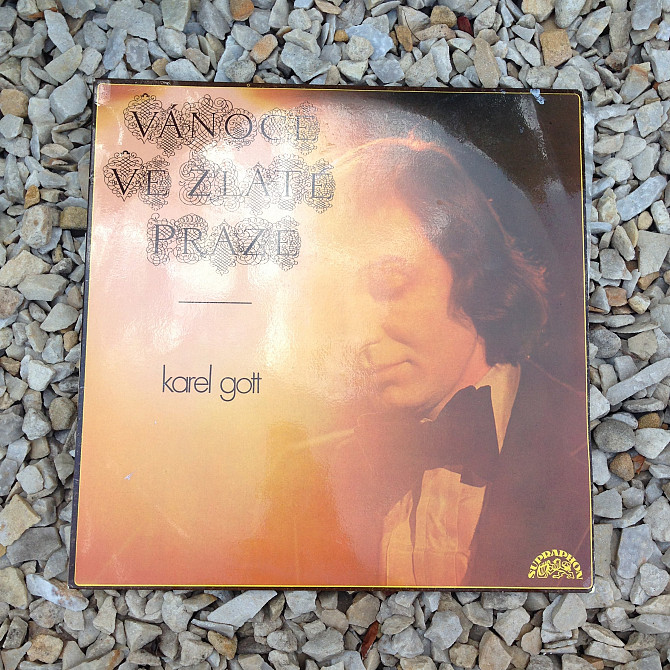 VÁNOCE
VE ZLATÉ
PRAZE
karel gott
SUPRAPHON